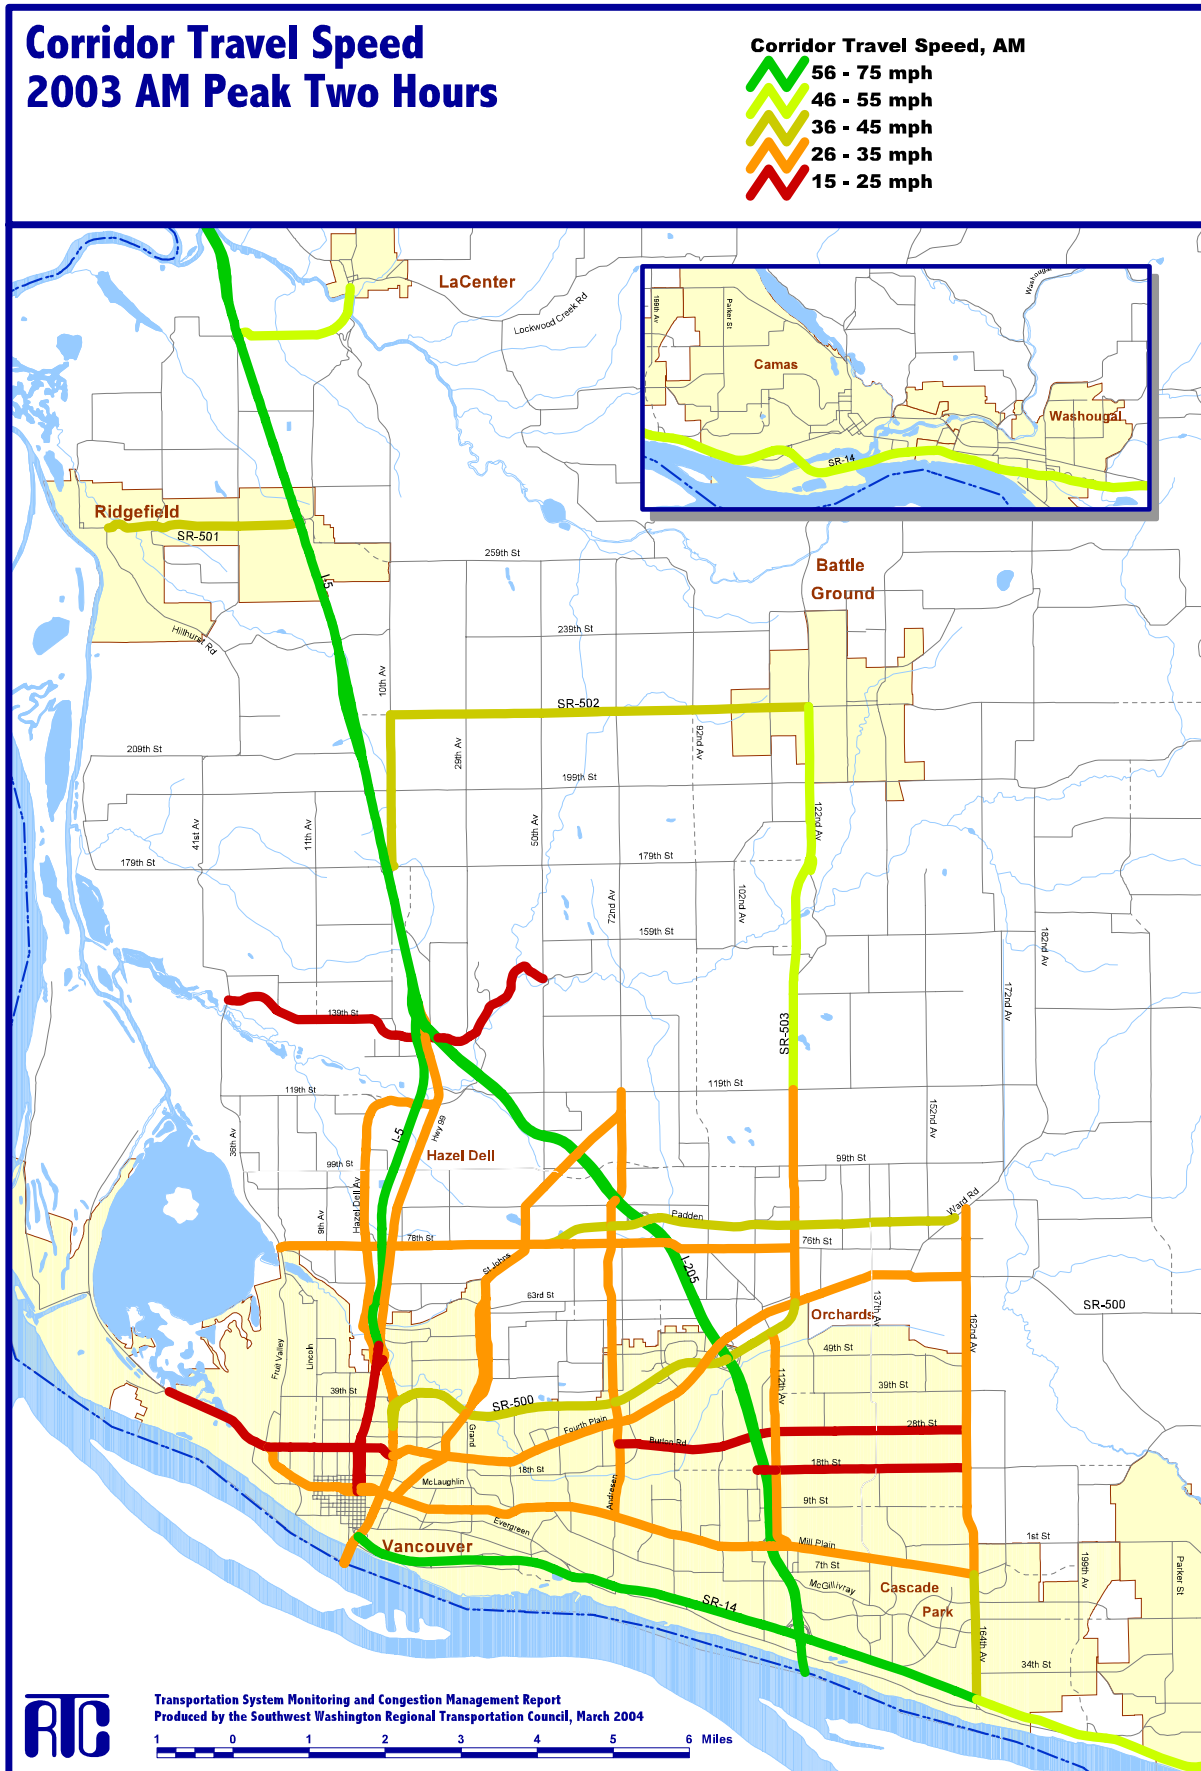 Corridor Travel Speed
2003 AM Peak Two Hours
Corridor Travel Speed, AM
56 - 75 mph
46 - 55 mph
36 - 45 mph
26 - 35 mph
15 - 25 mph
LaCenter
Lockwood Creek Rd
199th Av
Parker St
Washougal
Camas
Washougal
SR-14
Ridgefield
SR-501
I-5
Hillhurst Rd
259th St
Battle
Ground
239th St
10th Av
SR-502
209th St
29th Av
92nd Av
199th St
41st Av
11th Av
50th Av
122nd Av
179th St
179th St
72nd Av
102nd Av
159th St
182nd Av
172nd Av
139th St
SR-503
119th St
119th St
36th Av
I-5
Hwy 99
152nd Av
Hazel Dell
99th St
99th St
Hazel Dell Av
9th Av
Padden
Ward Rd
78th St
76th St
St Johns
I-205
63rd St
137th Av
Orchards
SR-500
162nd Av
Fruit Valley
Lincoln
49th St
112th Av
39th St
39th St
SR-500
Grand
Fourth Plain
28th St
Burton Rd
18th St
18th St
McLaughlin
Andresen
9th St
Evergreen
1st St
Vancouver
Mill Plain
7th St
199th Av
Parker St
McGillivray
Cascade
Park
SR-14
164th Av
34th St
RTC
Transportation System Monitoring and Congestion Management Report
Produced by the Southwest Washington Regional Transportation Council, March 2004
1 0 1 2 3 4 5 6 Miles